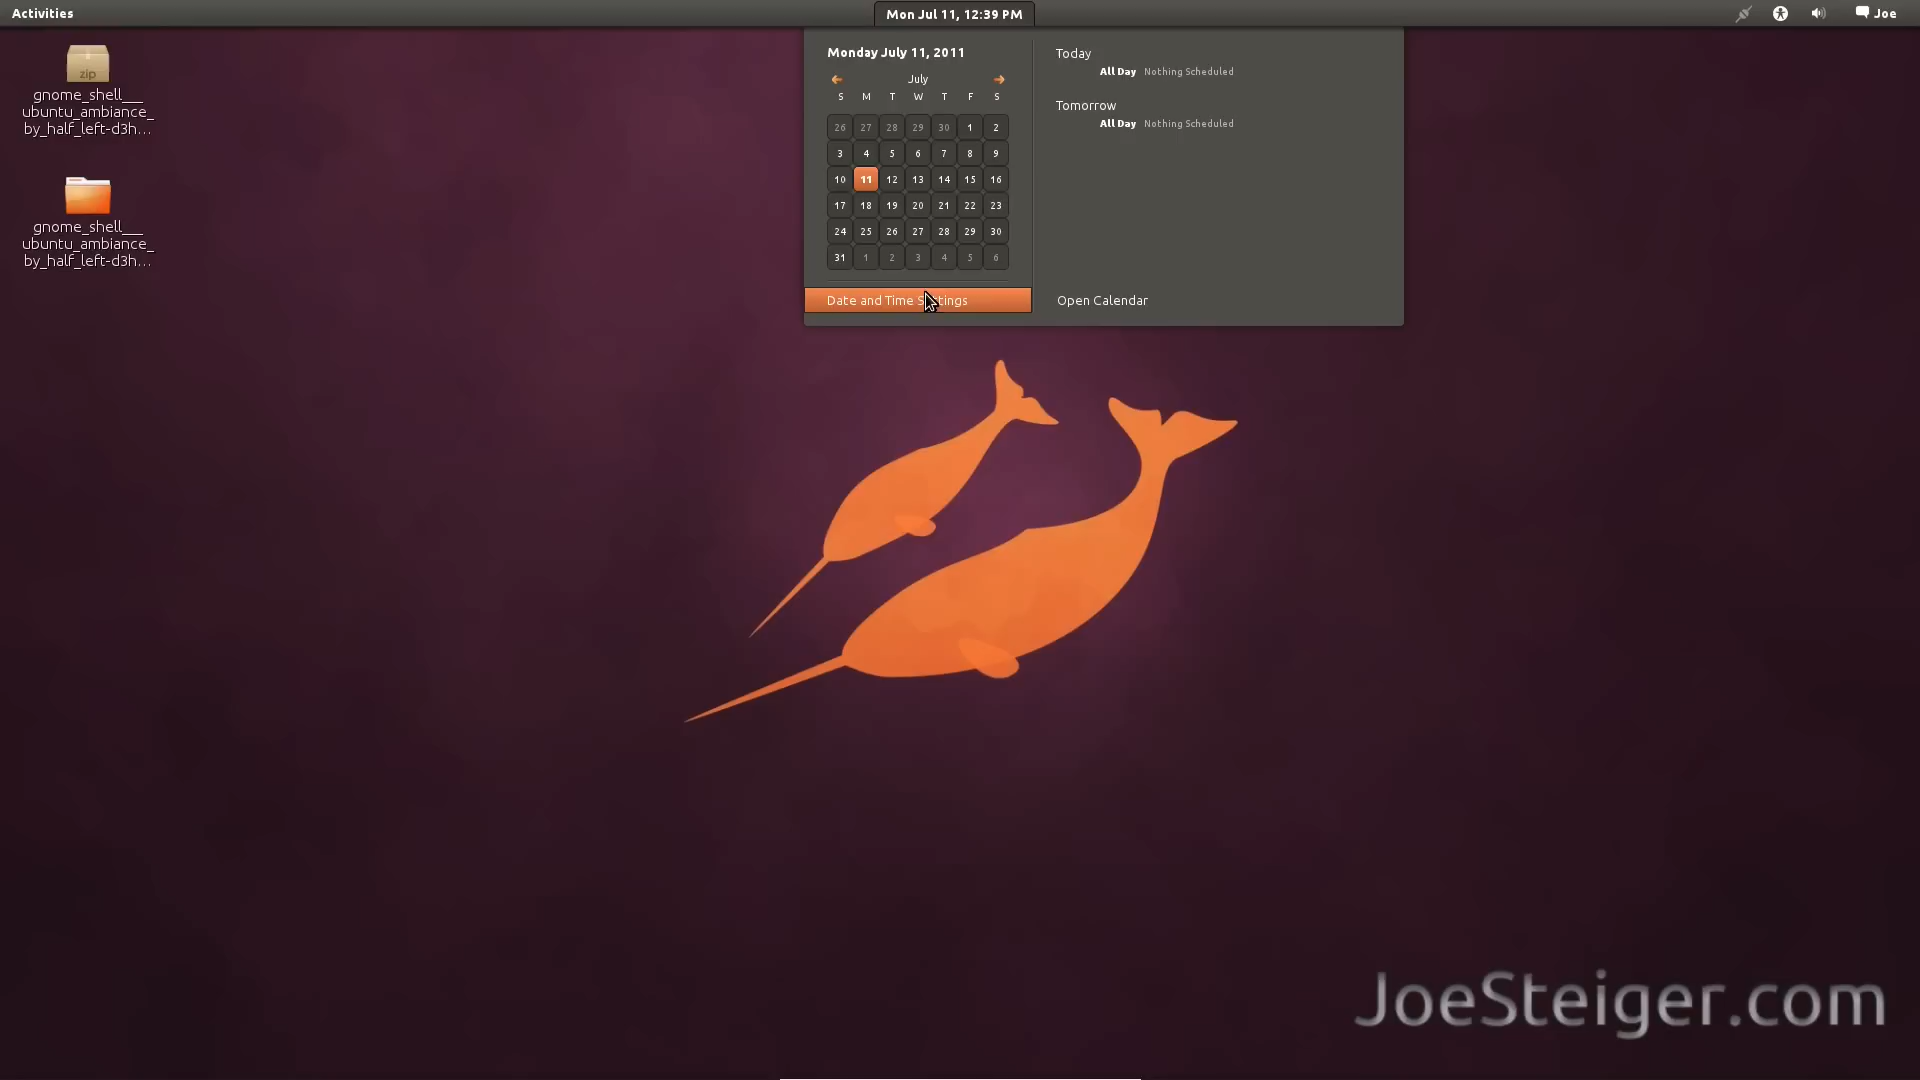 Activities
Mon Jul 11, 12:39 PM
Joe
zip
gnome_shell___
ubuntu_ambiance_
by_half_left-d3h...
gnome_shell___
ubuntu_ambiance_
by_half_left-d3h...
Monday July 11, 2011
July
S M T W T F S
26 27 28 29 30 1 2
3 4 5 6 7 8 9
10 11 12 13 14 15 16
17 18 19 20 21 22 23
24 25 26 27 28 29 30
31 1 2 3 4 5 6
Date and Time Settings
Today
All Day Nothing Scheduled
Tomorrow
All Day Nothing Scheduled
Open Calendar
JoeSteiger.com